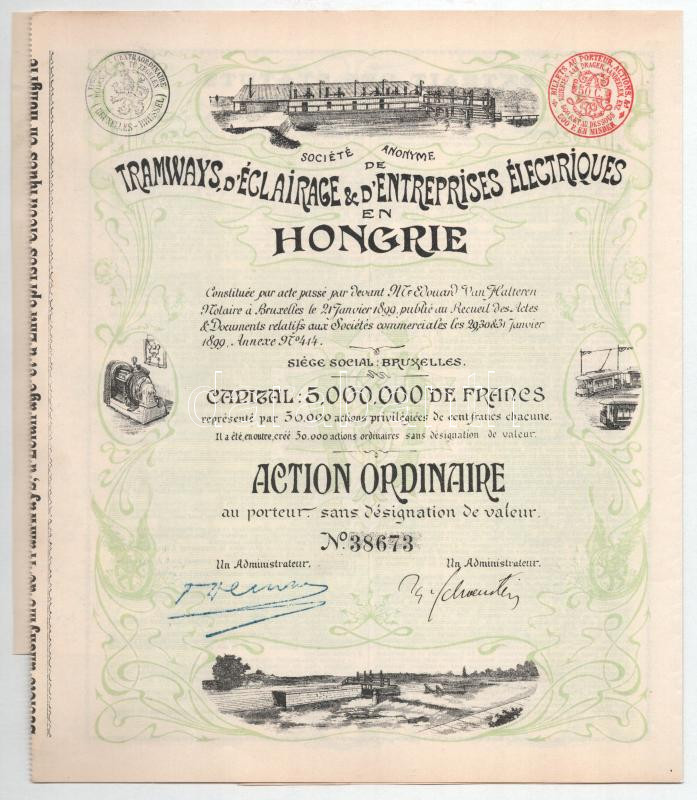 SOCIÉTÉ ANONYME
DE
TRAMWAYS, D'ÉCLAIRAGE & D'ENTREPRISES ÉLECTRIQUES
EN
HONGRIE
Constituée par acte passé par devant Me Edouard Van Halteren
Notaire à Bruxelles le 21 Janvier 1899, publié au Recueil des Actes
& Documents relatifs aux Sociétés commerciales les 29.30 & 31 Janvier
1899, Annexe No 414.
SIÈGE SOCIAL: BRUXELLES.
CAPITAL: 5,000,000 DE FRANCS
représenté par 50.000 actions privilégiées de cent francs chacune.
Il a été, en outre, créé 50.000 actions ordinaires sans désignation de valeur.
ACTION ORDINAIRE
au porteur sans désignation de valeur.
No 38673
Un Administrateur. Un Administrateur.